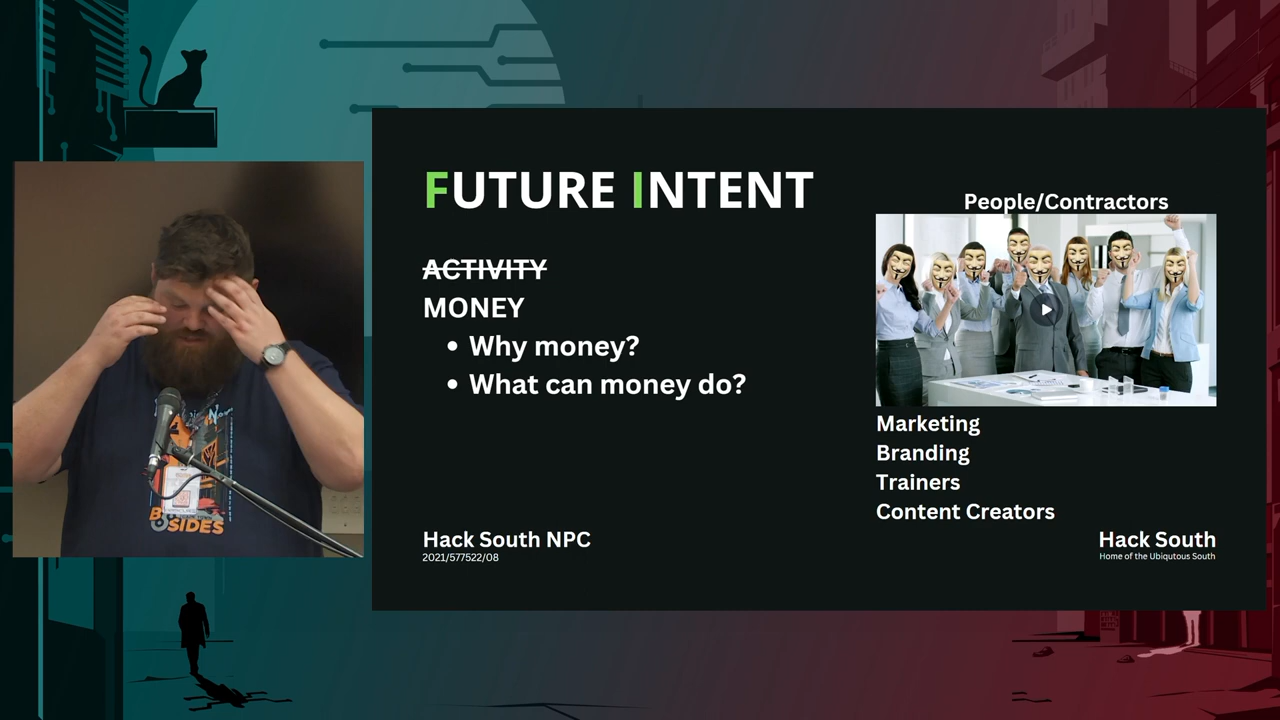 FUTURE INTENT
ACTIVITY
MONEY
• Why money?
• What can money do?
People/Contractors
Marketing
Branding
Trainers
Content Creators
Hack South NPC
2021/577522/08
Hack South
Home of the Ubiqutous South
BSIDES